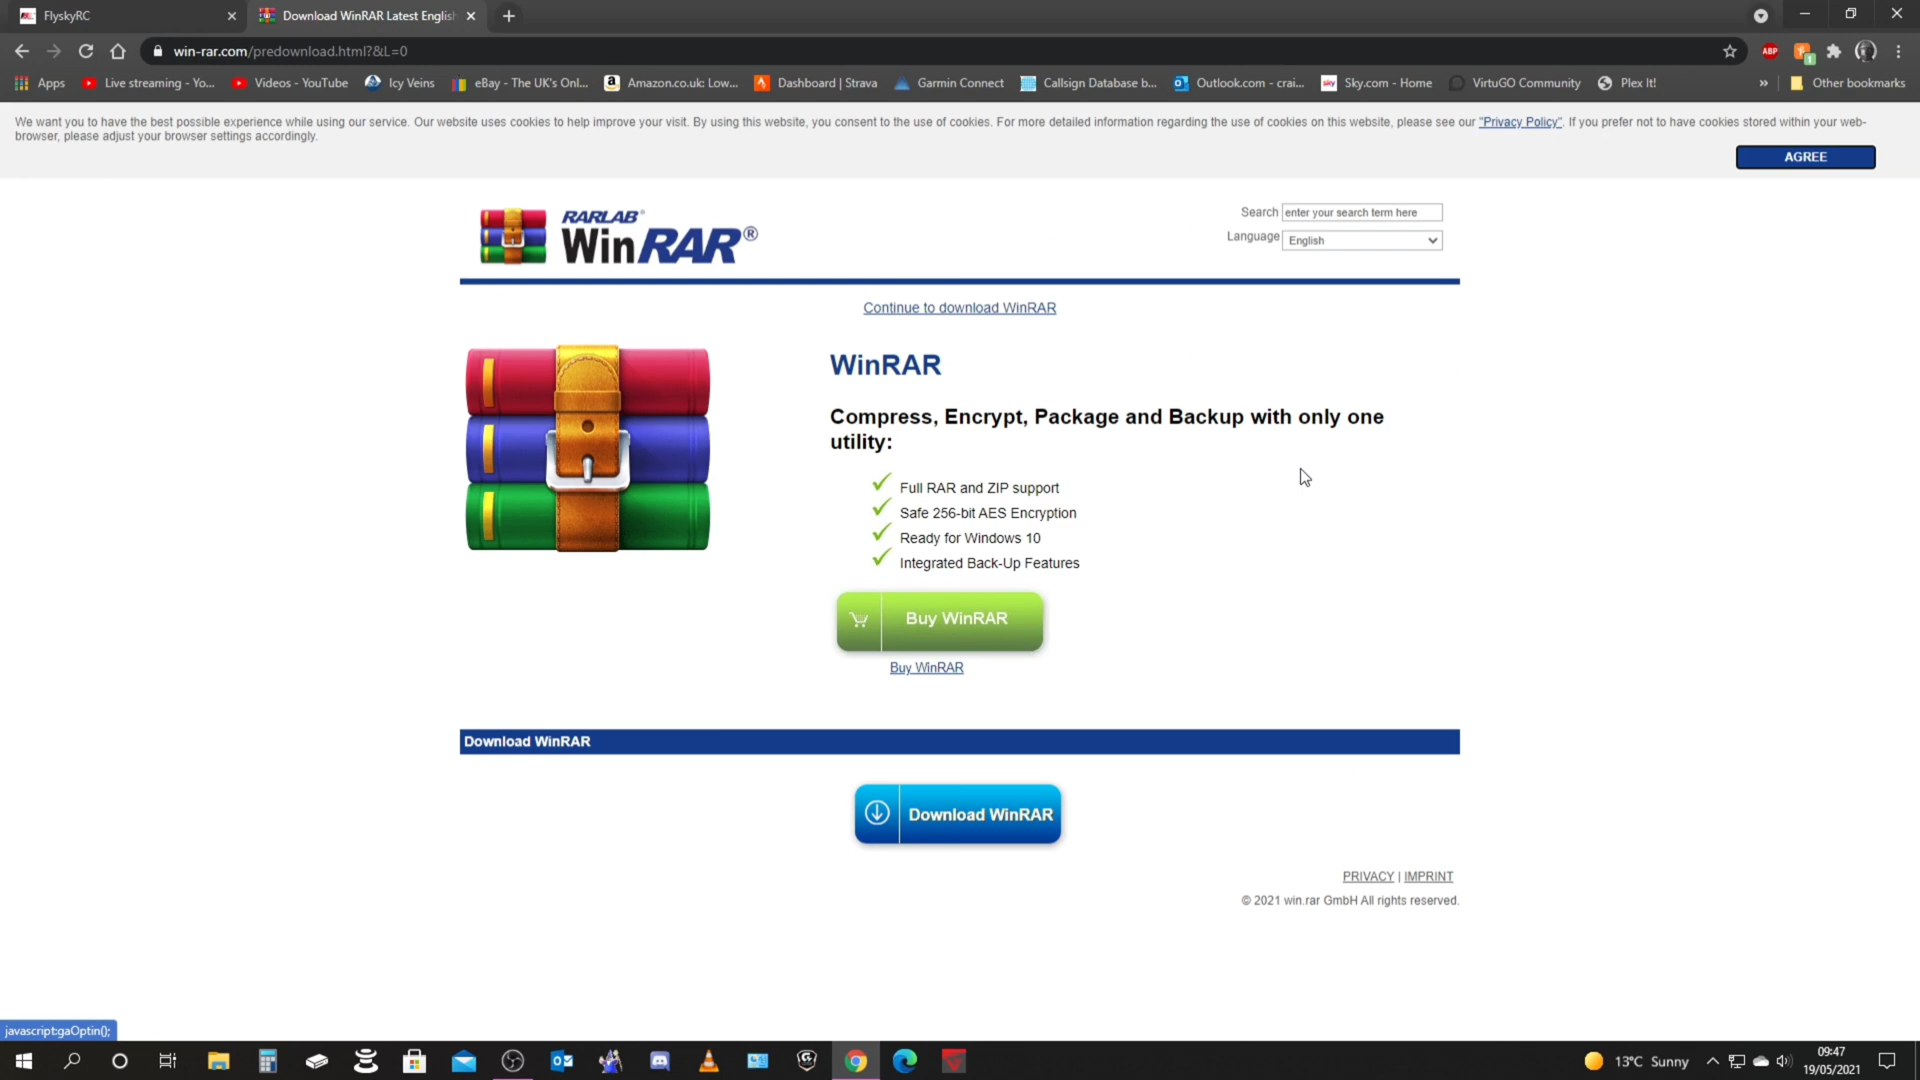 FlyskyRC
Download WinRAR Latest English
win-rar.com/predownload.html?&L=0
ABP
1
Apps
Live streaming - Yo...
Videos - YouTube
Icy Veins
eBay - The UK's Onl...
Amazon.co.uk: Low...
Dashboard | Strava
Garmin Connect
Callsign Database b...
Outlook.com - crai...
sky
Sky.com - Home
VirtuGO Community
Plex It!
»
Other bookmarks
We want you to have the best possible experience while using our service. Our website uses cookies to help improve your visit. By using this website, you consent to the use of cookies. For more detailed information regarding the use of cookies on this website, please see our "Privacy Policy". If you prefer not to have cookies stored within your web-
browser, please adjust your browser settings accordingly.
AGREE
RARLAB®
WinRAR®
Search enter your search term here
Language English
Continue to download WinRAR
WinRAR
Compress, Encrypt, Package and Backup with only one
utility:
Full RAR and ZIP support
Safe 256-bit AES Encryption
Ready for Windows 10
Integrated Back-Up Features
Buy WinRAR
Buy WinRAR
Download WinRAR
Download WinRAR
PRIVACY | IMPRINT
© 2021 win.rar GmbH All rights reserved.
javascript:gaOptin();
13°C Sunny
09:47
19/05/2021